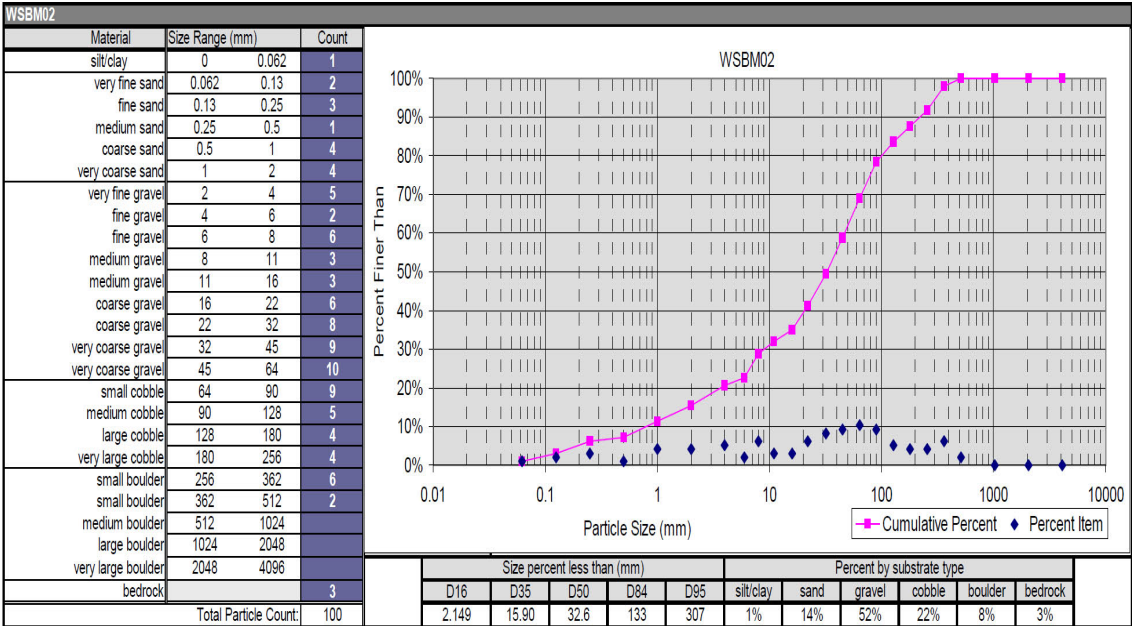 WSBM02
Material Size Range (mm) Count
silt/clay 0 0.062 1
very fine sand 0.062 0.13 2
fine sand 0.13 0.25 3
medium sand 0.25 0.5 1
coarse sand 0.5 1 4
very coarse sand 1 2 4
very fine gravel 2 4 5
fine gravel 4 6 2
fine gravel 6 8 6
medium gravel 8 11 3
medium gravel 11 16 3
coarse gravel 16 22 6
coarse gravel 22 32 8
very coarse gravel 32 45 9
very coarse gravel 45 64 10
small cobble 64 90 9
medium cobble 90 128 5
large cobble 128 180 4
very large cobble 180 256 4
small boulder 256 362 6
small boulder 362 512 2
medium boulder 512 1024
large boulder 1024 2048
very large boulder 2048 4096
bedrock 3
Total Particle Count: 100
WSBM02
Percent Finer Than
100%
90%
80%
70%
60%
50%
40%
30%
20%
10%
0%
0.01 0.1 1 10 100 1000 10000
Particle Size (mm)
Cumulative Percent Percent Item
Size percent less than (mm) Percent by substrate type
D16 D35 D50 D84 D95 silt/clay sand gravel cobble boulder bedrock
2.149 15.90 32.6 133 307 1% 14% 52% 22% 8% 3%